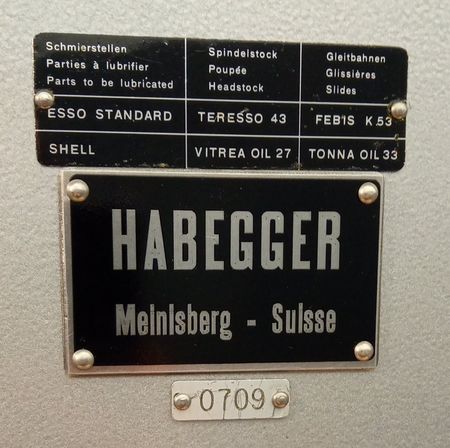 Schmierstellen Spindelstock Gleitbahnen
Parties à lubrifier Poupée Glissières
Parts to be lubricated Headstock Slides
ESSO STANDARD TERESSO 43 FEBIS K.53
SHELL VITREA OIL 27 TONNA OIL 33
HABEGGER
Meinisberg - Suisse
0709